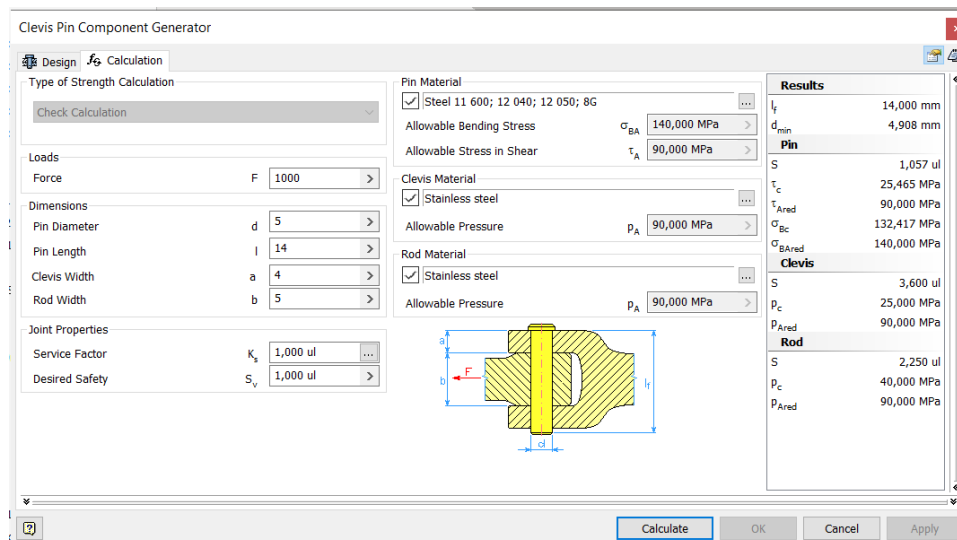 Clevis Pin Component Generator
Design
fG Calculation
Type of Strength Calculation
Check Calculation
Loads
Force F 1000
Dimensions
Pin Diameter d 5
Pin Length l 14
Clevis Width a 4
Rod Width b 5
Joint Properties
Service Factor Ks 1,000 ul ...
Desired Safety Sv 1,000 ul
Pin Material
Steel 11 600; 12 040; 12 050; 8G ...
Allowable Bending Stress σBA 140,000 MPa
Allowable Stress in Shear τA 90,000 MPa
Clevis Material
Stainless steel ...
Allowable Pressure pA 90,000 MPa
Rod Material
Stainless steel ...
Allowable Pressure pA 90,000 MPa
a
b
F
lf
d
Results
lf 14,000 mm
dmin 4,908 mm
Pin
S 1,057 ul
τc 25,465 MPa
τAred 90,000 MPa
σBc 132,417 MPa
σBAred 140,000 MPa
Clevis
S 3,600 ul
pc 25,000 MPa
pAred 90,000 MPa
Rod
S 2,250 ul
pc 40,000 MPa
pAred 90,000 MPa
?
Calculate
OK
Cancel
Apply